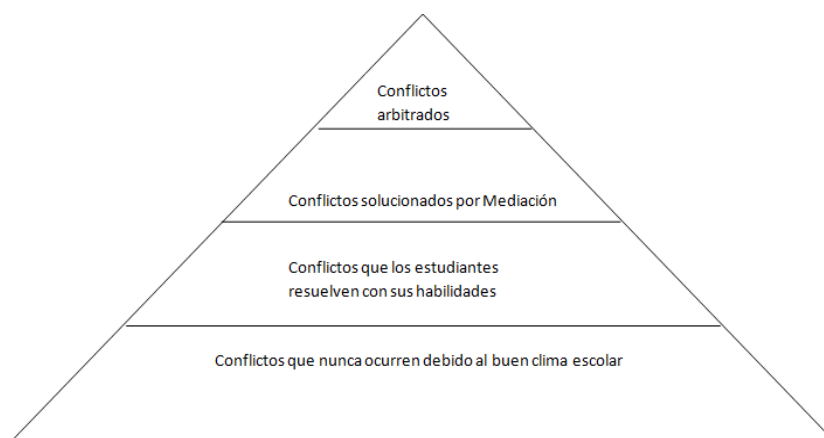 Conflictos
arbitrados
Conflictos solucionados por Mediación
Conflictos que los estudiantes
resuelven con sus habilidades
Conflictos que nunca ocurren debido al buen clima escolar